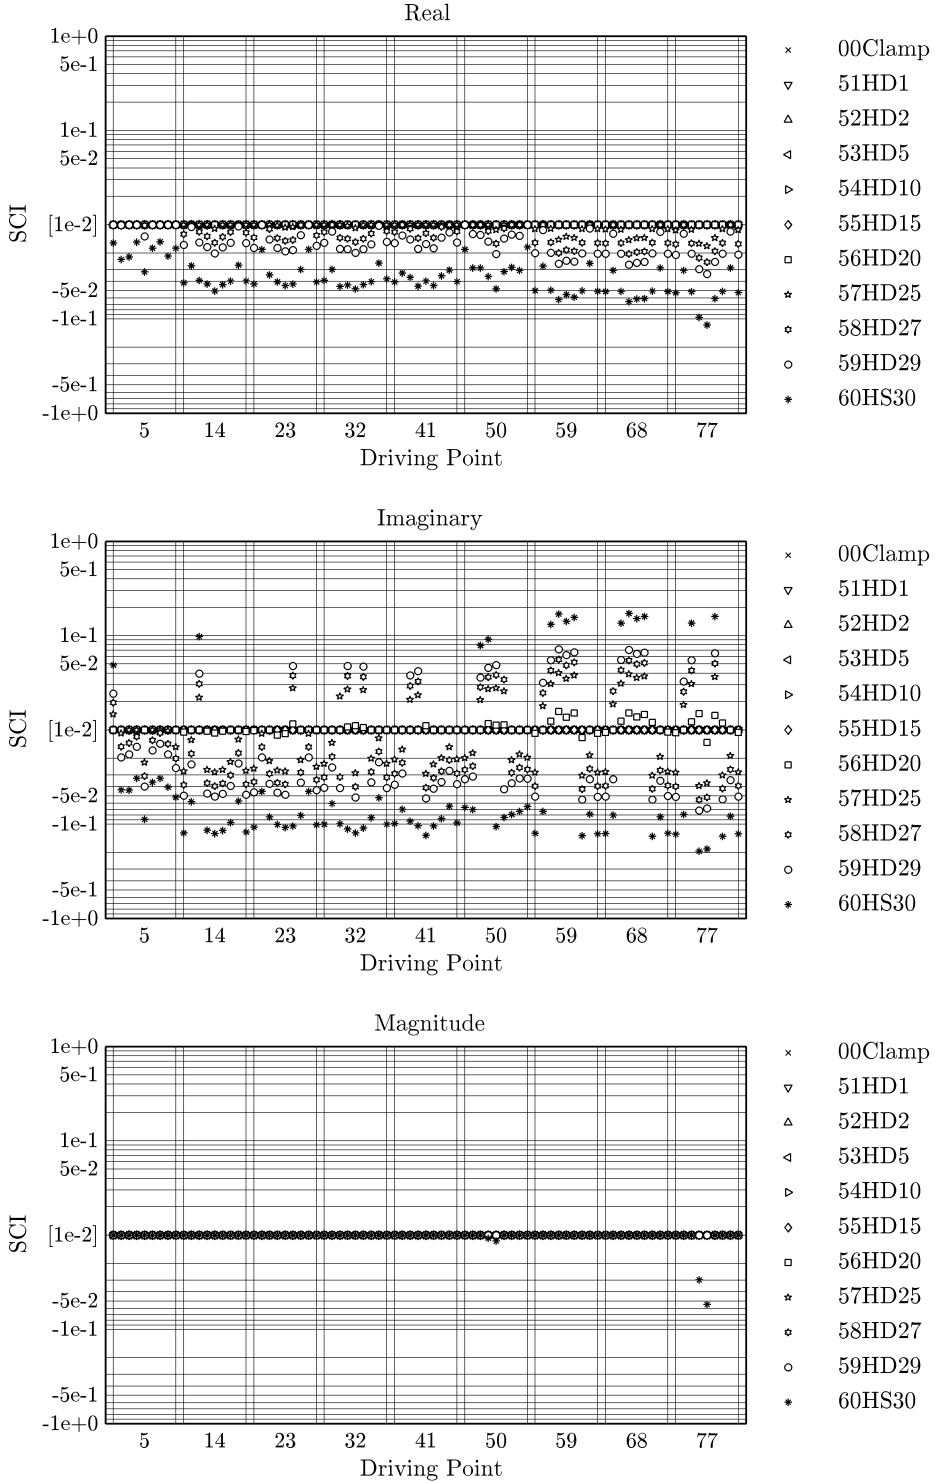 Real
1e+0
5e-1
1e-1
5e-2
[1e-2]
-5e-2
-1e-1
-5e-1
-1e+0
SCI
5 14 23 32 41 50 59 68 77
Driving Point
00Clamp
51HD1
52HD2
53HD5
54HD10
55HD15
56HD20
57HD25
58HD27
59HD29
60HS30
Imaginary
1e+0
5e-1
1e-1
5e-2
[1e-2]
-5e-2
-1e-1
-5e-1
-1e+0
SCI
5 14 23 32 41 50 59 68 77
Driving Point
00Clamp
51HD1
52HD2
53HD5
54HD10
55HD15
56HD20
57HD25
58HD27
59HD29
60HS30
Magnitude
1e+0
5e-1
1e-1
5e-2
[1e-2]
-5e-2
-1e-1
-5e-1
-1e+0
SCI
5 14 23 32 41 50 59 68 77
Driving Point
00Clamp
51HD1
52HD2
53HD5
54HD10
55HD15
56HD20
57HD25
58HD27
59HD29
60HS30